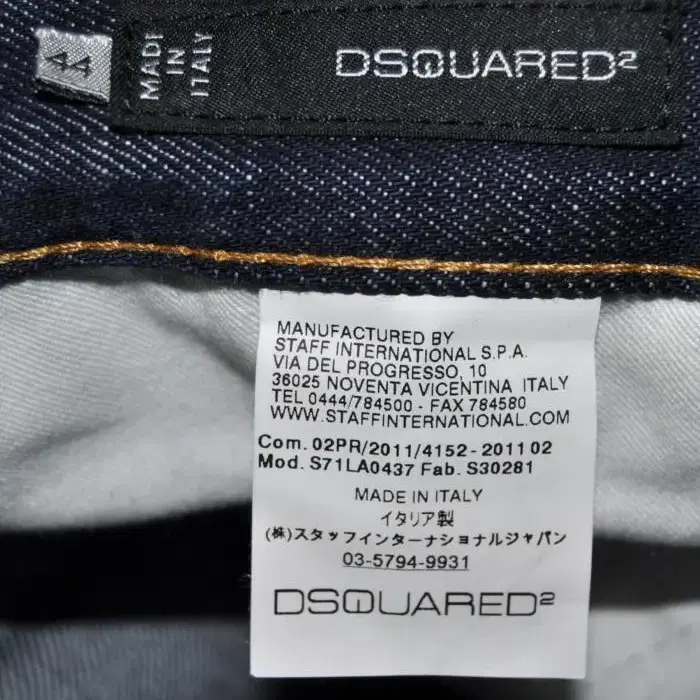 44
MADE
IN
ITALY
DSQUARED²
MANUFACTURED BY
STAFF INTERNATIONAL S.P.A.
VIA DEL PROGRESSO, 10
36025 NOVENTA VICENTINA ITALY
TEL 0444/784500 - FAX 784580
WWW.STAFFINTERNATIONAL.COM
Com. 02PR/2011/4152 - 2011 02
Mod. S71LA0437 Fab. S30281
MADE IN ITALY
イタリア製
(株)スタッフインターナショナルジャパン
03-5794-9931
DSQUARED²